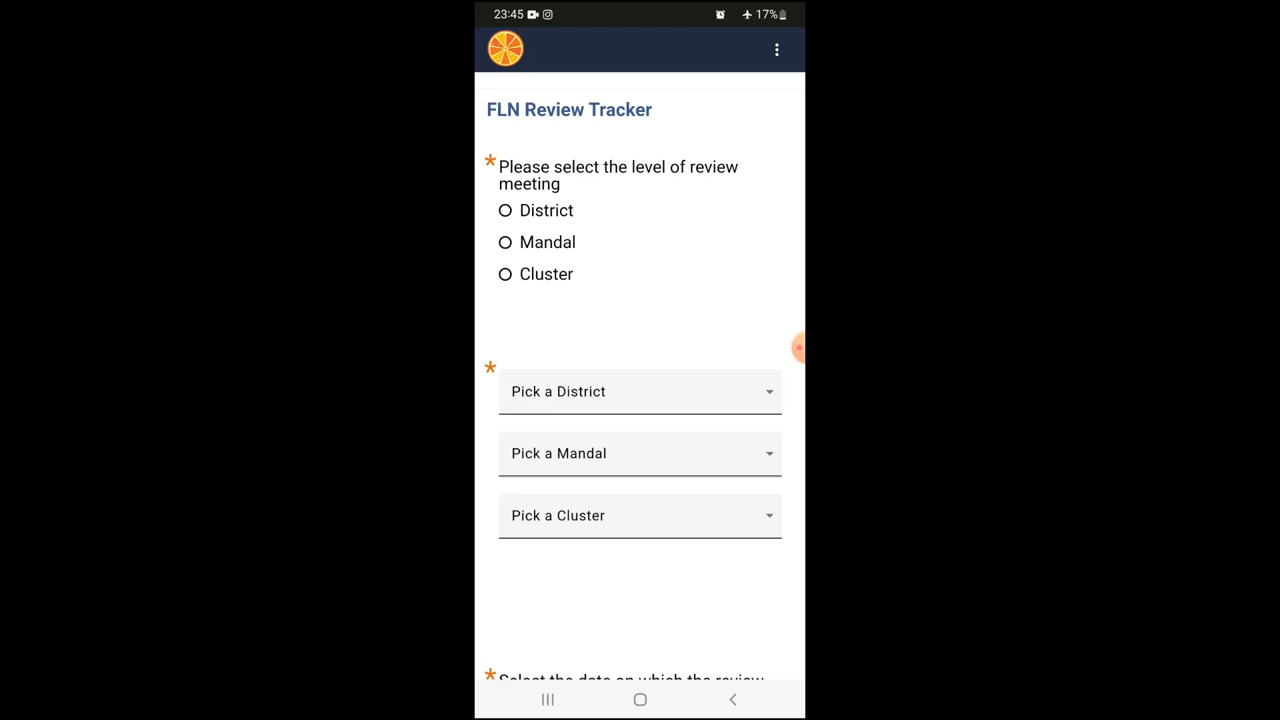 23:45
17%
FLN Review Tracker
* Please select the level of review
meeting
District
Mandal
Cluster
*
Pick a District
Pick a Mandal
Pick a Cluster
* Select the date on which the review